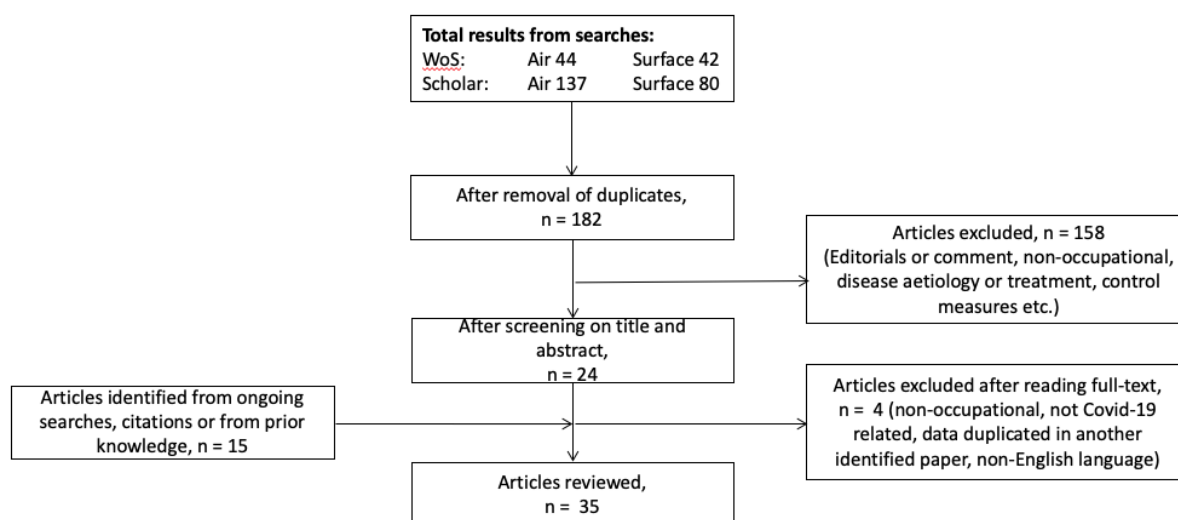 Total results from searches:
WoS: Air 44 Surface 42
Scholar: Air 137 Surface 80
After removal of duplicates,
n = 182
Articles excluded, n = 158
(Editorials or comment, non-occupational,
disease aetiology or treatment, control
measures etc.)
After screening on title and
abstract,
n = 24
Articles identified from ongoing
searches, citations or from prior
knowledge, n = 15
Articles excluded after reading full-text,
n = 4 (non-occupational, not Covid-19
related, data duplicated in another
identified paper, non-English language)
Articles reviewed,
n = 35